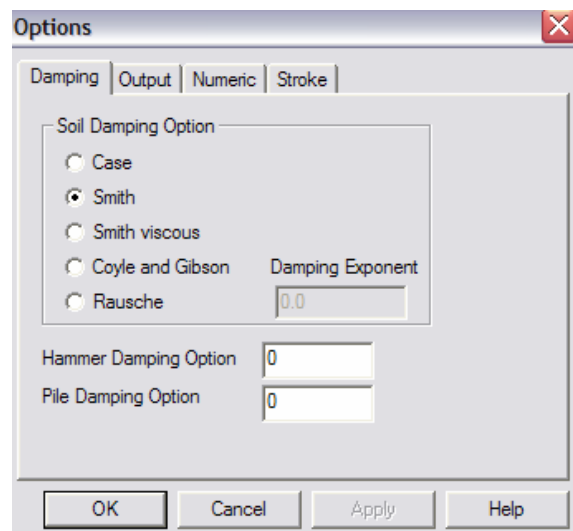 Options
Damping Output Numeric Stroke
Soil Damping Option
Case
Smith
Smith viscous
Coyle and Gibson Damping Exponent
Rausche 0.0
Hammer Damping Option 0
Pile Damping Option 0
OK Cancel Apply Help